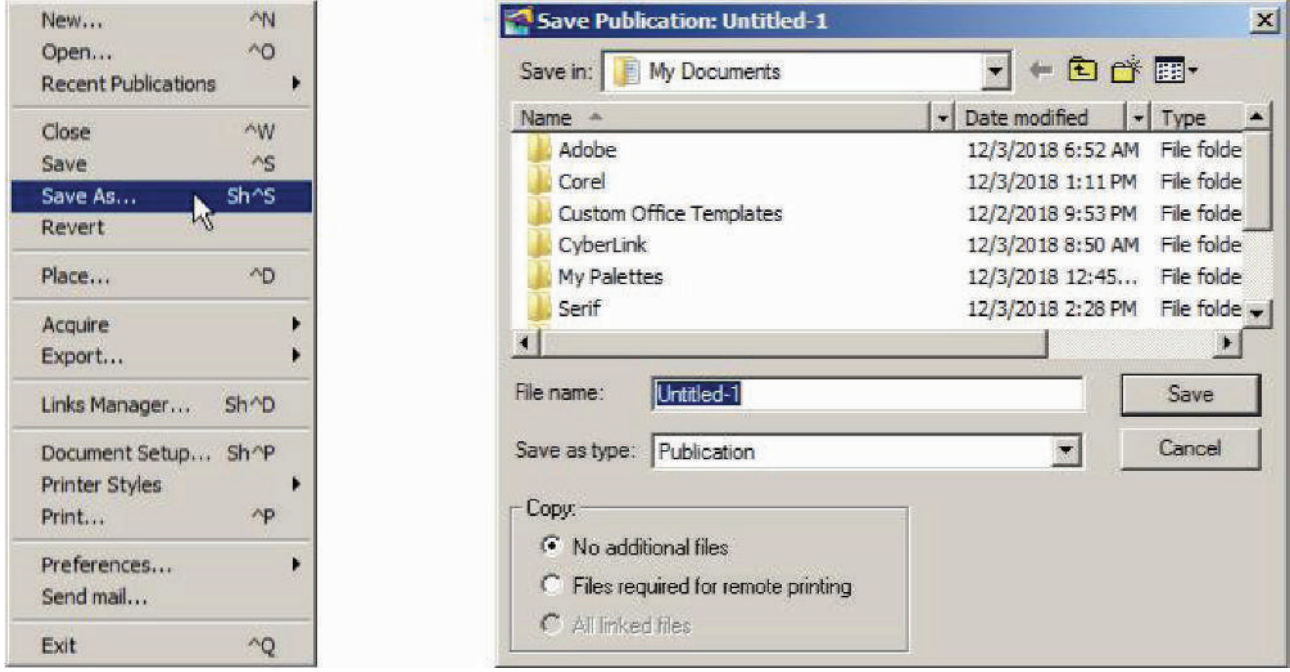 New... ^N
Open... ^O
Recent Publications
Close ^W
Save ^S
Save As... Sh^S
Revert
Place... ^D
Acquire
Export...
Links Manager... Sh^D
Document Setup... Sh^P
Printer Styles
Print... ^P
Preferences...
Send mail...
Exit ^Q
Save Publication: Untitled-1
Save in: My Documents
Name Date modified Type
Adobe 12/3/2018 6:52 AM File folde
Corel 12/3/2018 1:11 PM File folde
Custom Office Templates 12/2/2018 9:53 PM File folde
CyberLink 12/3/2018 8:50 AM File folde
My Palettes 12/3/2018 12:45... File folde
Serif 12/3/2018 2:28 PM File folde
File name: Untitled-1 Save
Save as type: Publication Cancel
Copy:
No additional files
Files required for remote printing
All linked files